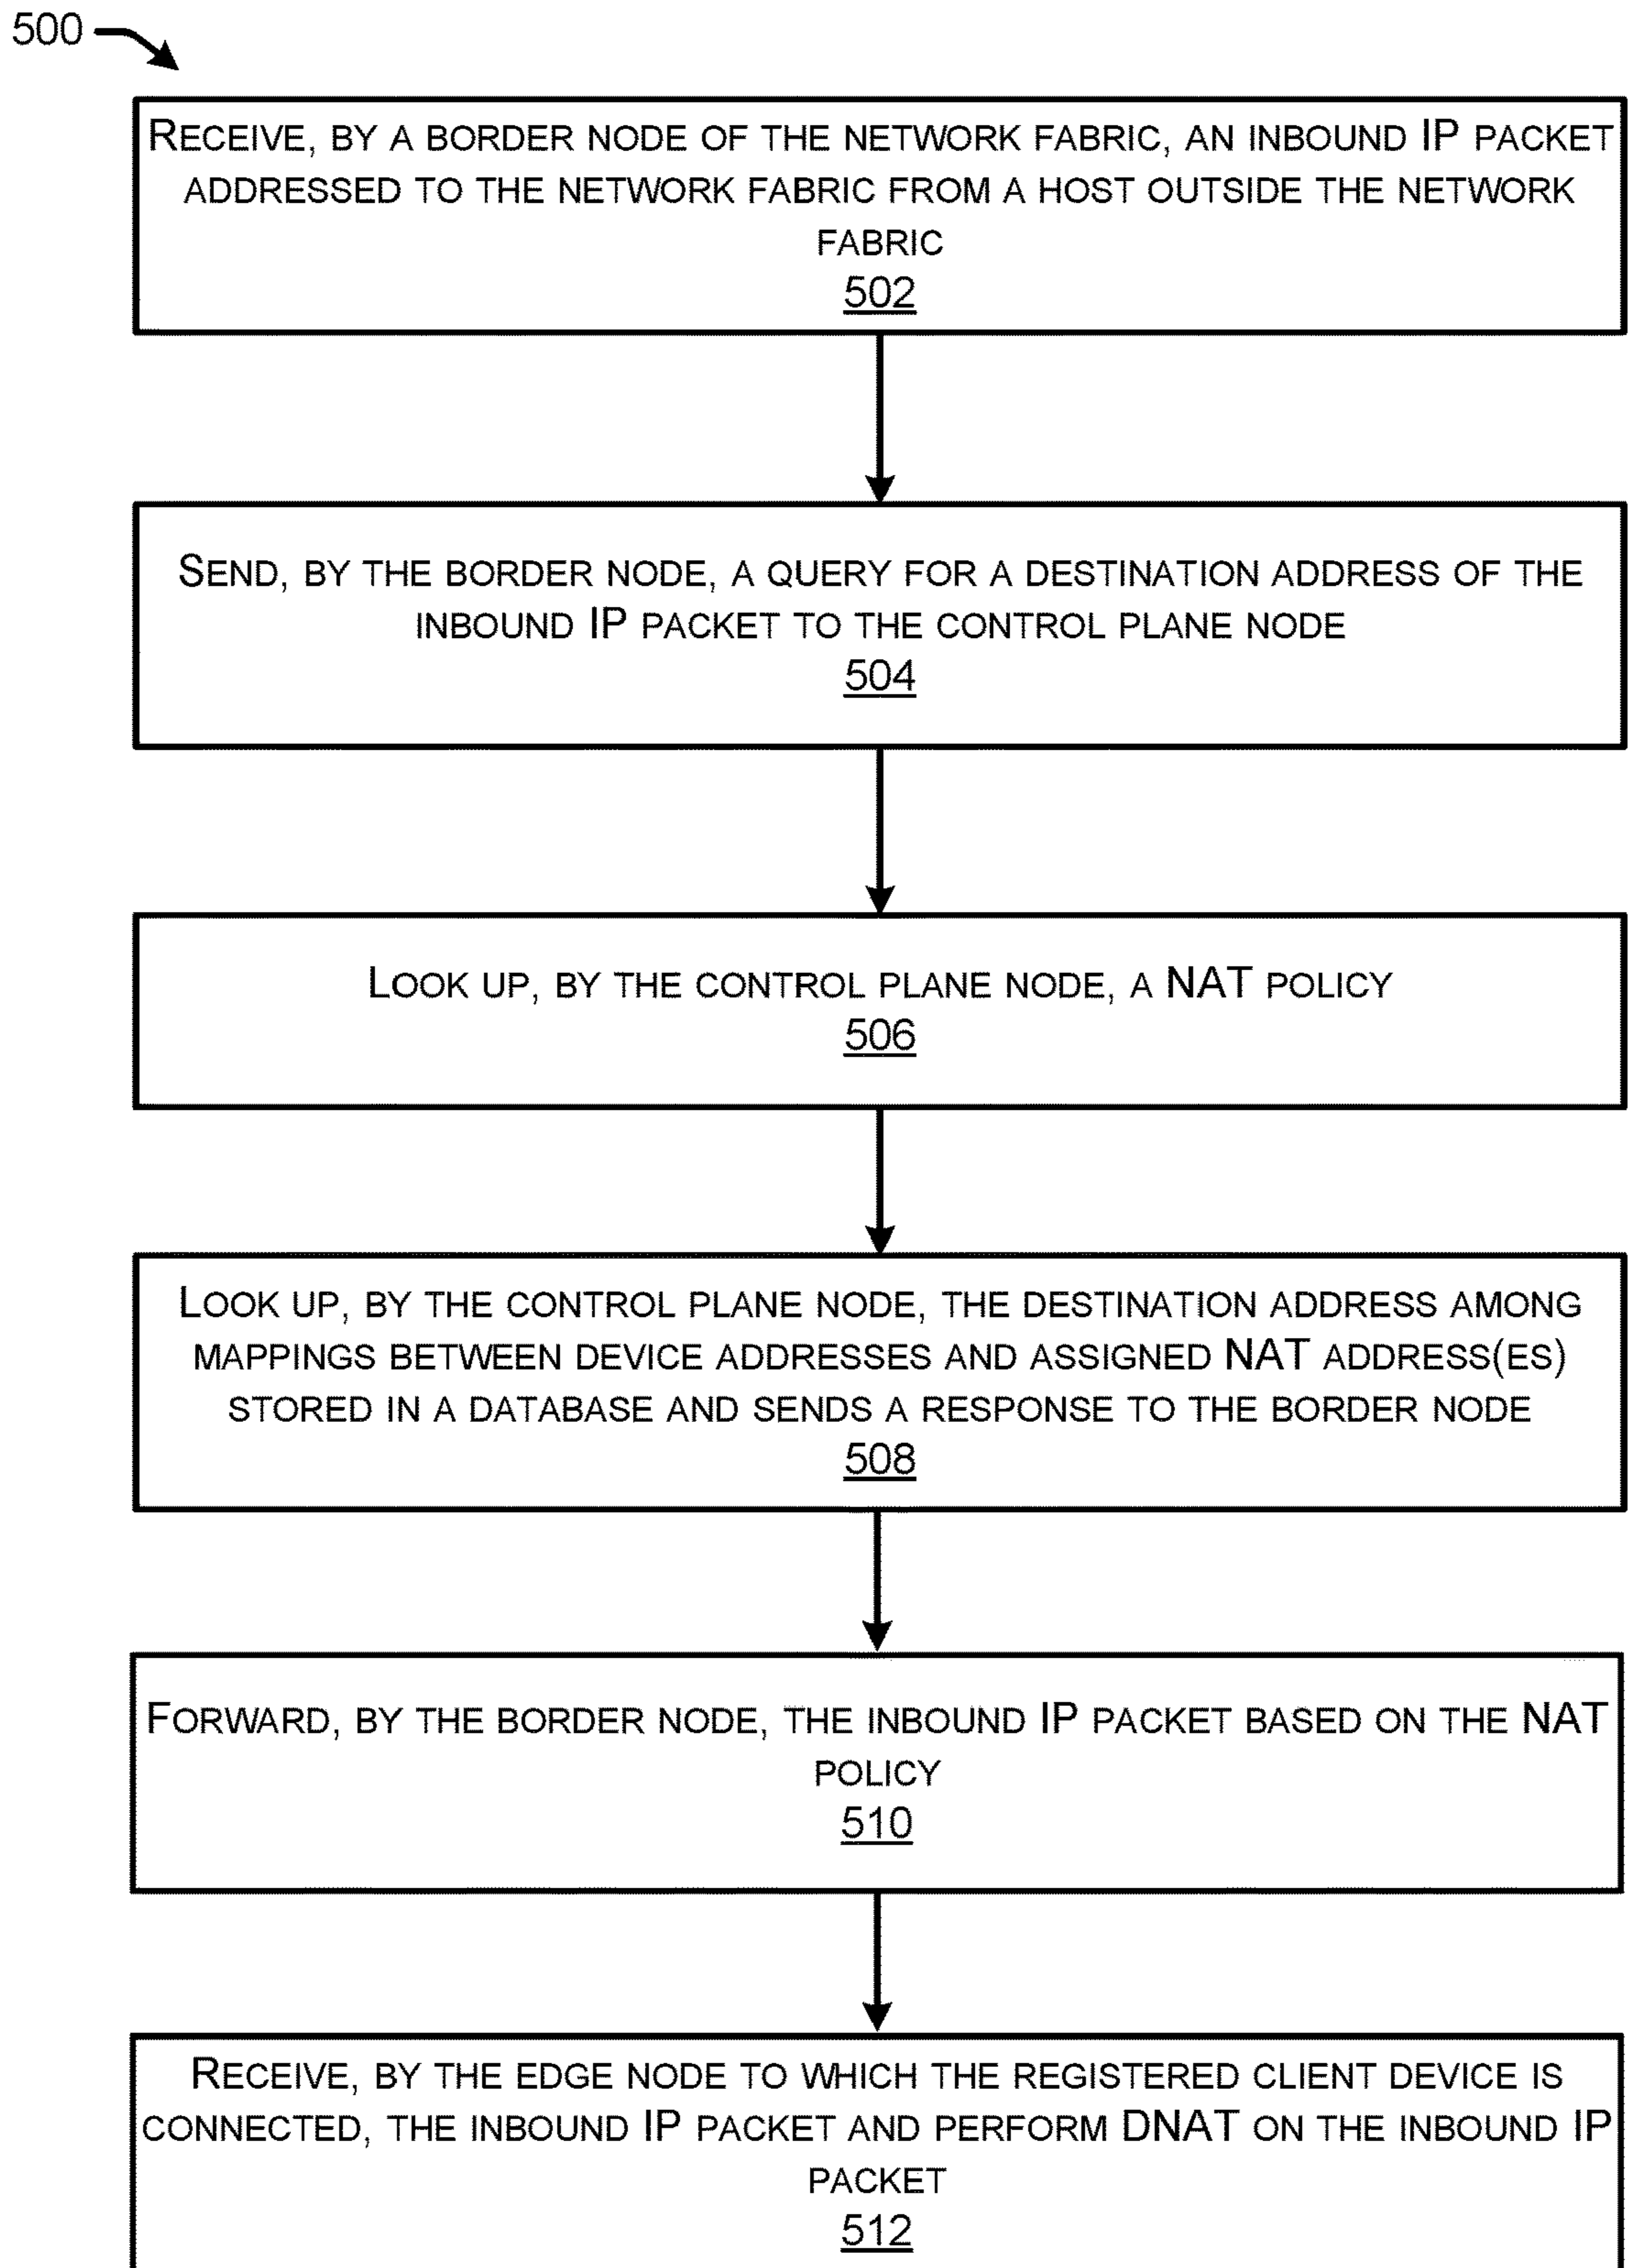 500
RECEIVE, BY A BORDER NODE OF THE NETWORK FABRIC, AN INBOUND IP PACKET
ADDRESSED TO THE NETWORK FABRIC FROM A HOST OUTSIDE THE NETWORK
FABRIC
502
SEND, BY THE BORDER NODE, A QUERY FOR A DESTINATION ADDRESS OF THE
INBOUND IP PACKET TO THE CONTROL PLANE NODE
504
LOOK UP, BY THE CONTROL PLANE NODE, A NAT POLICY
506
LOOK UP, BY THE CONTROL PLANE NODE, THE DESTINATION ADDRESS AMONG
MAPPINGS BETWEEN DEVICE ADDRESSES AND ASSIGNED NAT ADDRESS(ES)
STORED IN A DATABASE AND SENDS A RESPONSE TO THE BORDER NODE
508
FORWARD, BY THE BORDER NODE, THE INBOUND IP PACKET BASED ON THE NAT
POLICY
510
RECEIVE, BY THE EDGE NODE TO WHICH THE REGISTERED CLIENT DEVICE IS
CONNECTED, THE INBOUND IP PACKET AND PERFORM DNAT ON THE INBOUND IP
PACKET
512